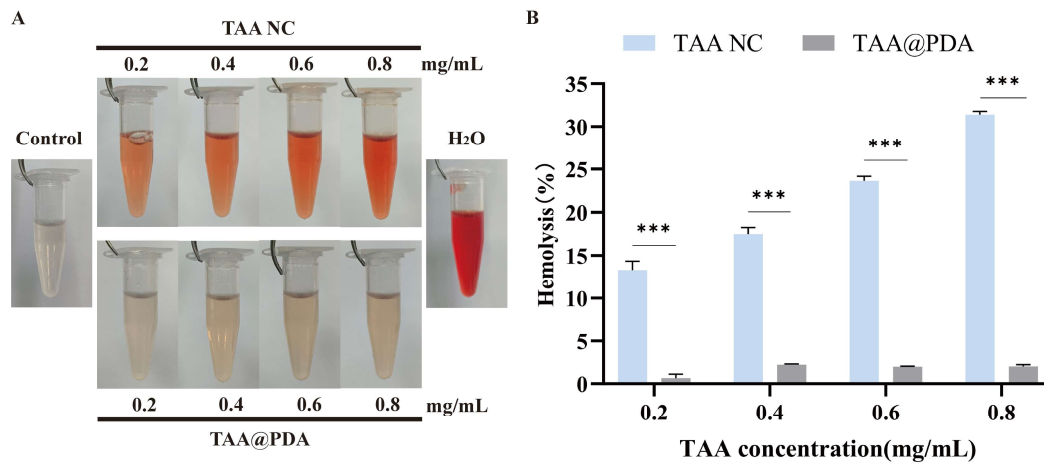 A
TAA NC
0.2 0.4 0.6 0.8 mg/mL
Control
H2O
0.2 0.4 0.6 0.8 mg/mL
TAA@PDA
B
TAA NC TAA@PDA
Hemolysis(%)
35
30
25
20
15
10
5
0
***
***
***
***
0.2 0.4 0.6 0.8
TAA concentration(mg/mL)